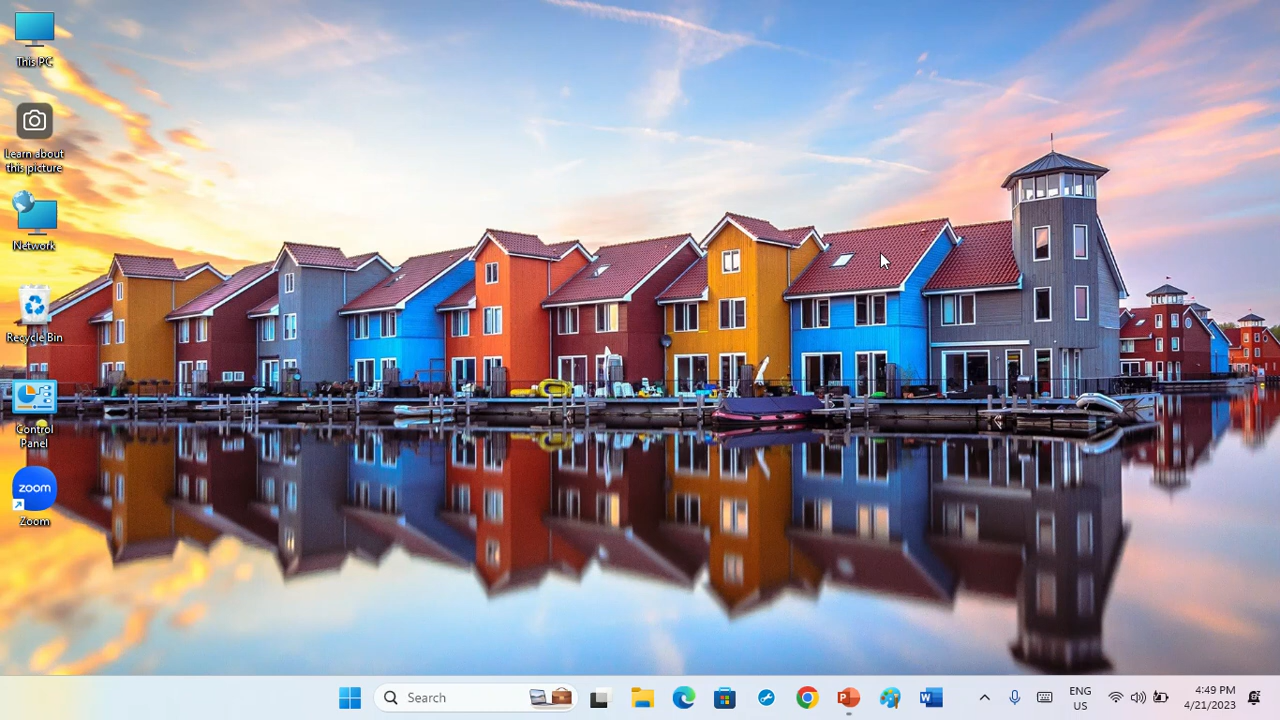 This PC
Learn about
this picture
Network
Recycle Bin
Control
Panel
zoom
Zoom
Search
P
W
ENG
US
4:49 PM
4/21/2023